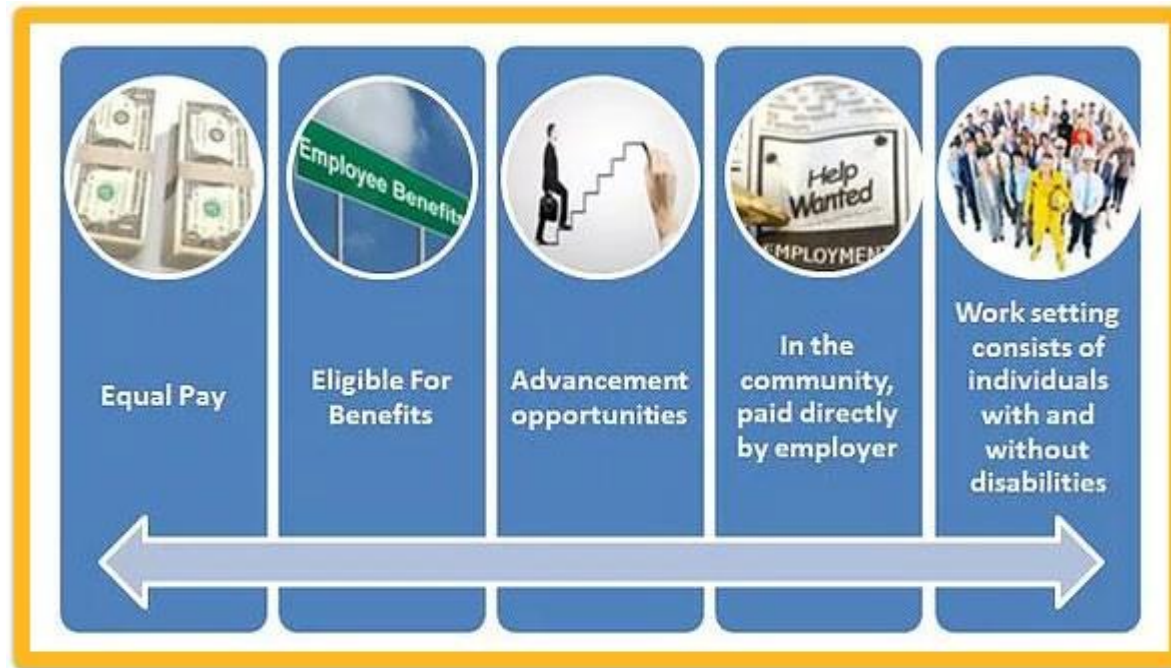 Employee Benefits
Help
Wanted
EMPLOYMENT
Equal Pay
Eligible For
Benefits
Advancement
opportunities
In the
community,
paid directly
by employer
Work setting
consists of
individuals
with and
without
disabilities